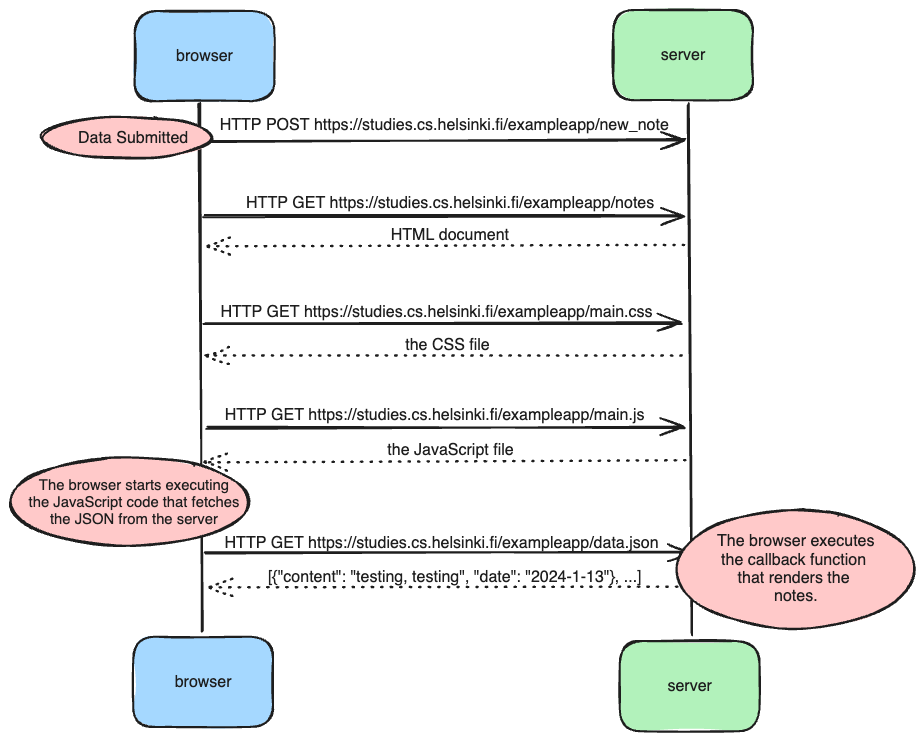 browser
server
HTTP POST https://studies.cs.helsinki.fi/exampleapp/new_note
Data Submitted
HTTP GET https://studies.cs.helsinki.fi/exampleapp/notes
HTML document
HTTP GET https://studies.cs.helsinki.fi/exampleapp/main.css
the CSS file
HTTP GET https://studies.cs.helsinki.fi/exampleapp/main.js
the JavaScript file
The browser starts executing
the JavaScript code that fetches
the JSON from the server
HTTP GET https://studies.cs.helsinki.fi/exampleapp/data.json
The browser executes
the callback function
that renders the
notes.
[{"content": "testing, testing", "date": "2024-1-13"}, ...]
browser
server